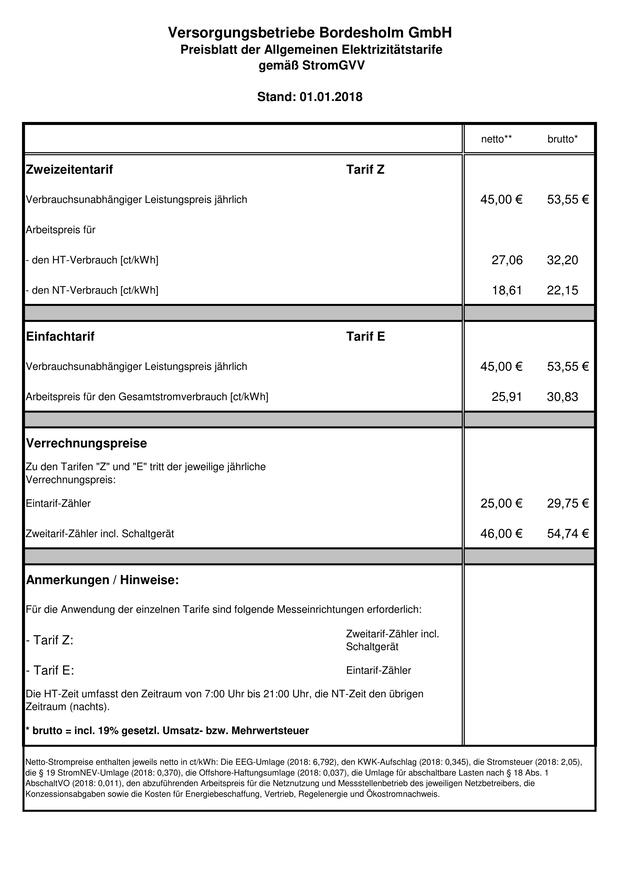 Versorgungsbetriebe Bordesholm GmbH
Preisblatt der Allgemeinen Elektrizitätstarife
gemäß StromGVV
Stand: 01.01.2018
netto** brutto*
Zweizeitentarif Tarif Z
Verbrauchsunabhängiger Leistungspreis jährlich 45,00 € 53,55 €
Arbeitspreis für
- den HT-Verbrauch [ct/kWh] 27,06 32,20
- den NT-Verbrauch [ct/kWh] 18,61 22,15
Einfachtarif Tarif E
Verbrauchsunabhängiger Leistungspreis jährlich 45,00 € 53,55 €
Arbeitspreis für den Gesamtstromverbrauch [ct/kWh] 25,91 30,83
Verrechnungspreise
Zu den Tarifen "Z" und "E" tritt der jeweilige jährliche
Verrechnungspreis:
Eintarif-Zähler 25,00 € 29,75 €
Zweitarif-Zähler incl. Schaltgerät 46,00 € 54,74 €
Anmerkungen / Hinweise:
Für die Anwendung der einzelnen Tarife sind folgende Messeinrichtungen erforderlich:
- Tarif Z: Zweitarif-Zähler incl.
Schaltgerät
- Tarif E: Eintarif-Zähler
Die HT-Zeit umfasst den Zeitraum von 7:00 Uhr bis 21:00 Uhr, die NT-Zeit den übrigen
Zeitraum (nachts).
* brutto = incl. 19% gesetzl. Umsatz- bzw. Mehrwertsteuer
Netto-Strompreise enthalten jeweils netto in ct/kWh: Die EEG-Umlage (2018: 6,792), den KWK-Aufschlag (2018: 0,345), die Stromsteuer (2018: 2,05),
die § 19 StromNEV-Umlage (2018: 0,370), die Offshore-Haftungsumlage (2018: 0,037), die Umlage für abschaltbare Lasten nach § 18 Abs. 1
AbschaltVO (2018: 0,011), den abzuführenden Arbeitspreis für die Netznutzung und Messstellenbetrieb des jeweiligen Netzbetreibers, die
Konzessionsabgaben sowie die Kosten für Energiebeschaffung, Vertrieb, Regelenergie und Ökostromnachweis.